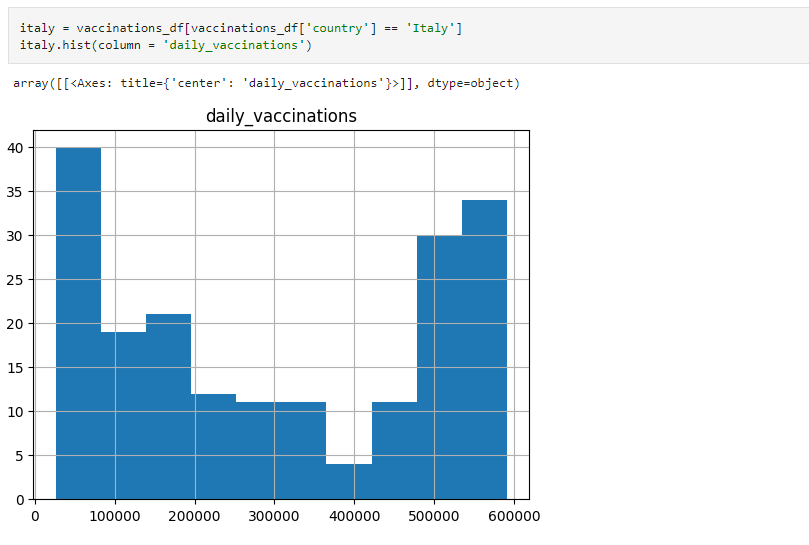 italy = vaccinations_df[vaccinations_df['country'] == 'Italy']
italy.hist(column = 'daily_vaccinations')
array([[<Axes: title={'center': 'daily_vaccinations'}>]], dtype=object)
daily_vaccinations
40
35
30
25
20
15
10
5
0
0 100000 200000 300000 400000 500000 600000